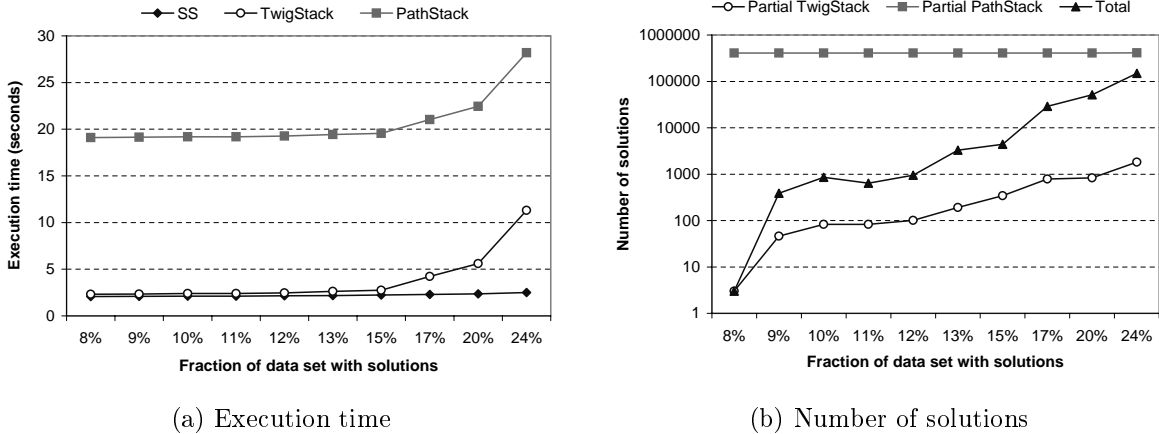 SS TwigStack PathStack
30
25
20
15
10
5
0
Execution time (seconds)
8% 9% 10% 11% 12% 13% 15% 17% 20% 24%
Fraction of data set with solutions
(a) Execution time
Partial TwigStack Partial PathStack Total
1000000
100000
10000
1000
100
10
1
Number of solutions
8% 9% 10% 11% 12% 13% 15% 17% 20% 24%
Fraction of data set with solutions
(b) Number of solutions